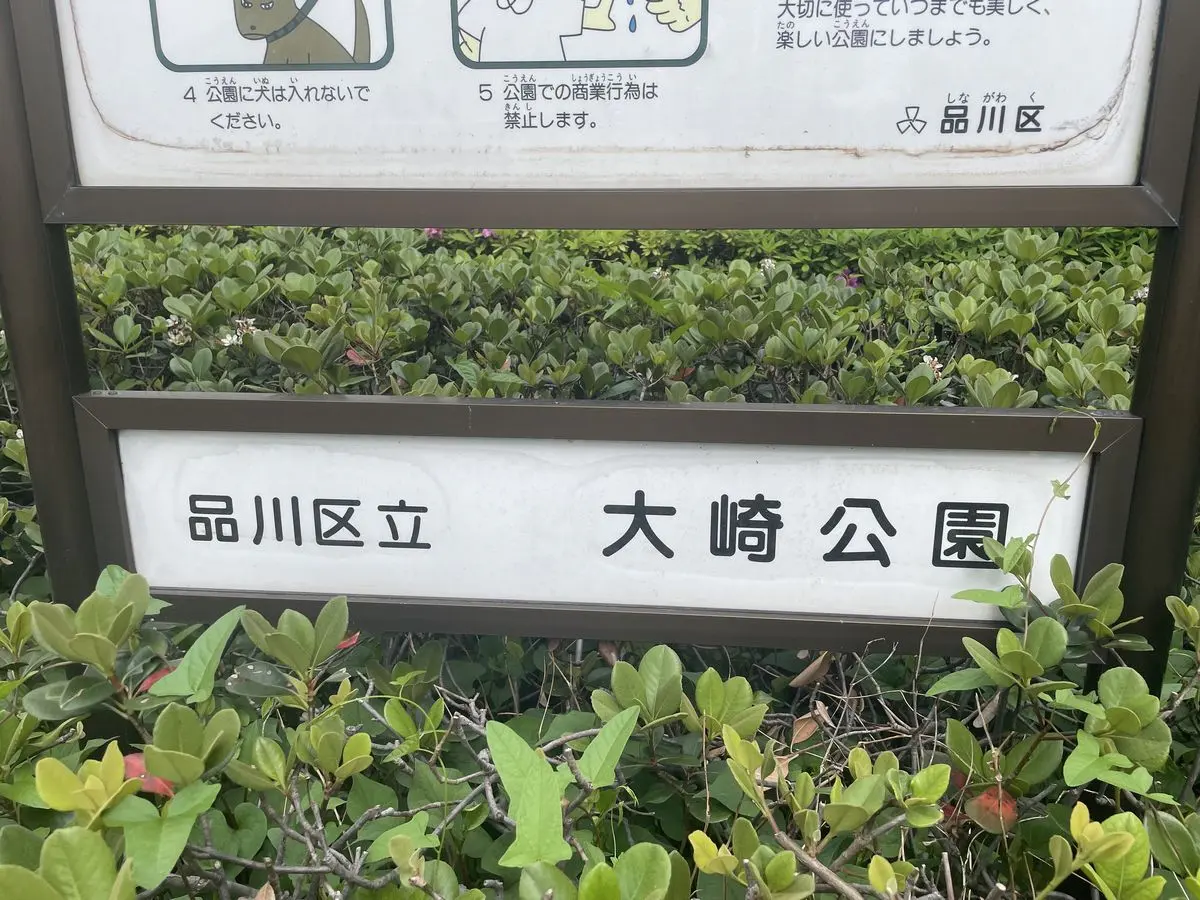 4 公園に犬は入れないで
ください。
5 公園での商業行為は
禁止します。
大切に使っていつまでも美しく、
楽しい公園にしましょう。
品川区
品川区立 大崎公園